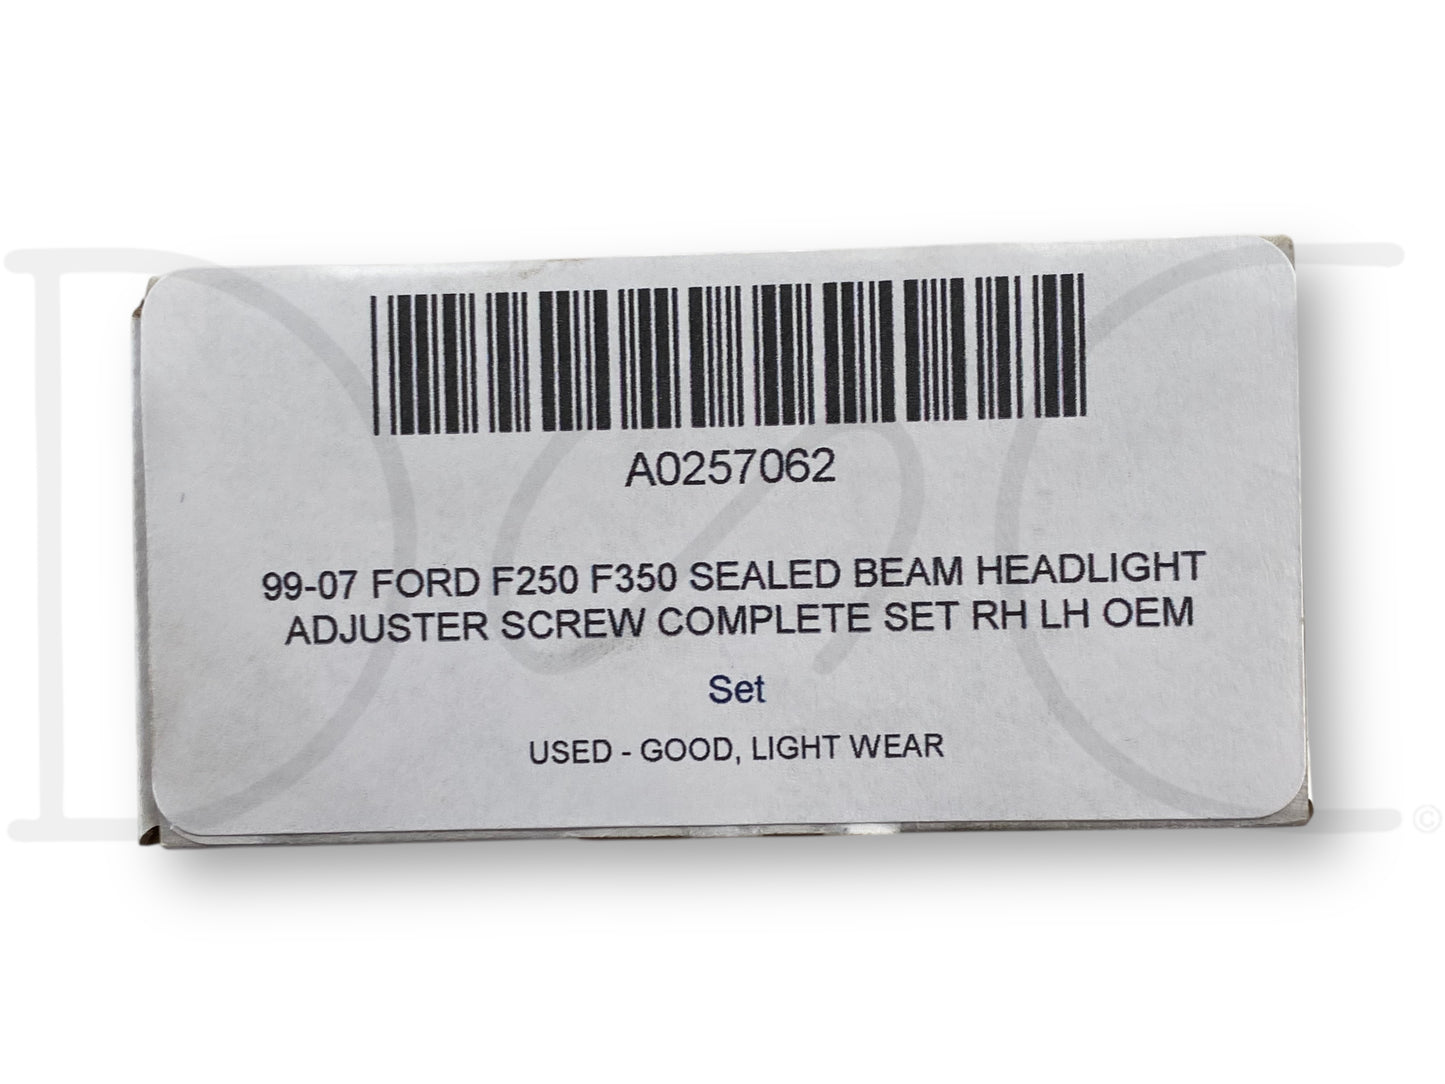 A0257062
99-07 FORD F250 F350 SEALED BEAM HEADLIGHT
ADJUSTER SCREW COMPLETE SET RH LH OEM
Set
USED - GOOD, LIGHT WEAR
©